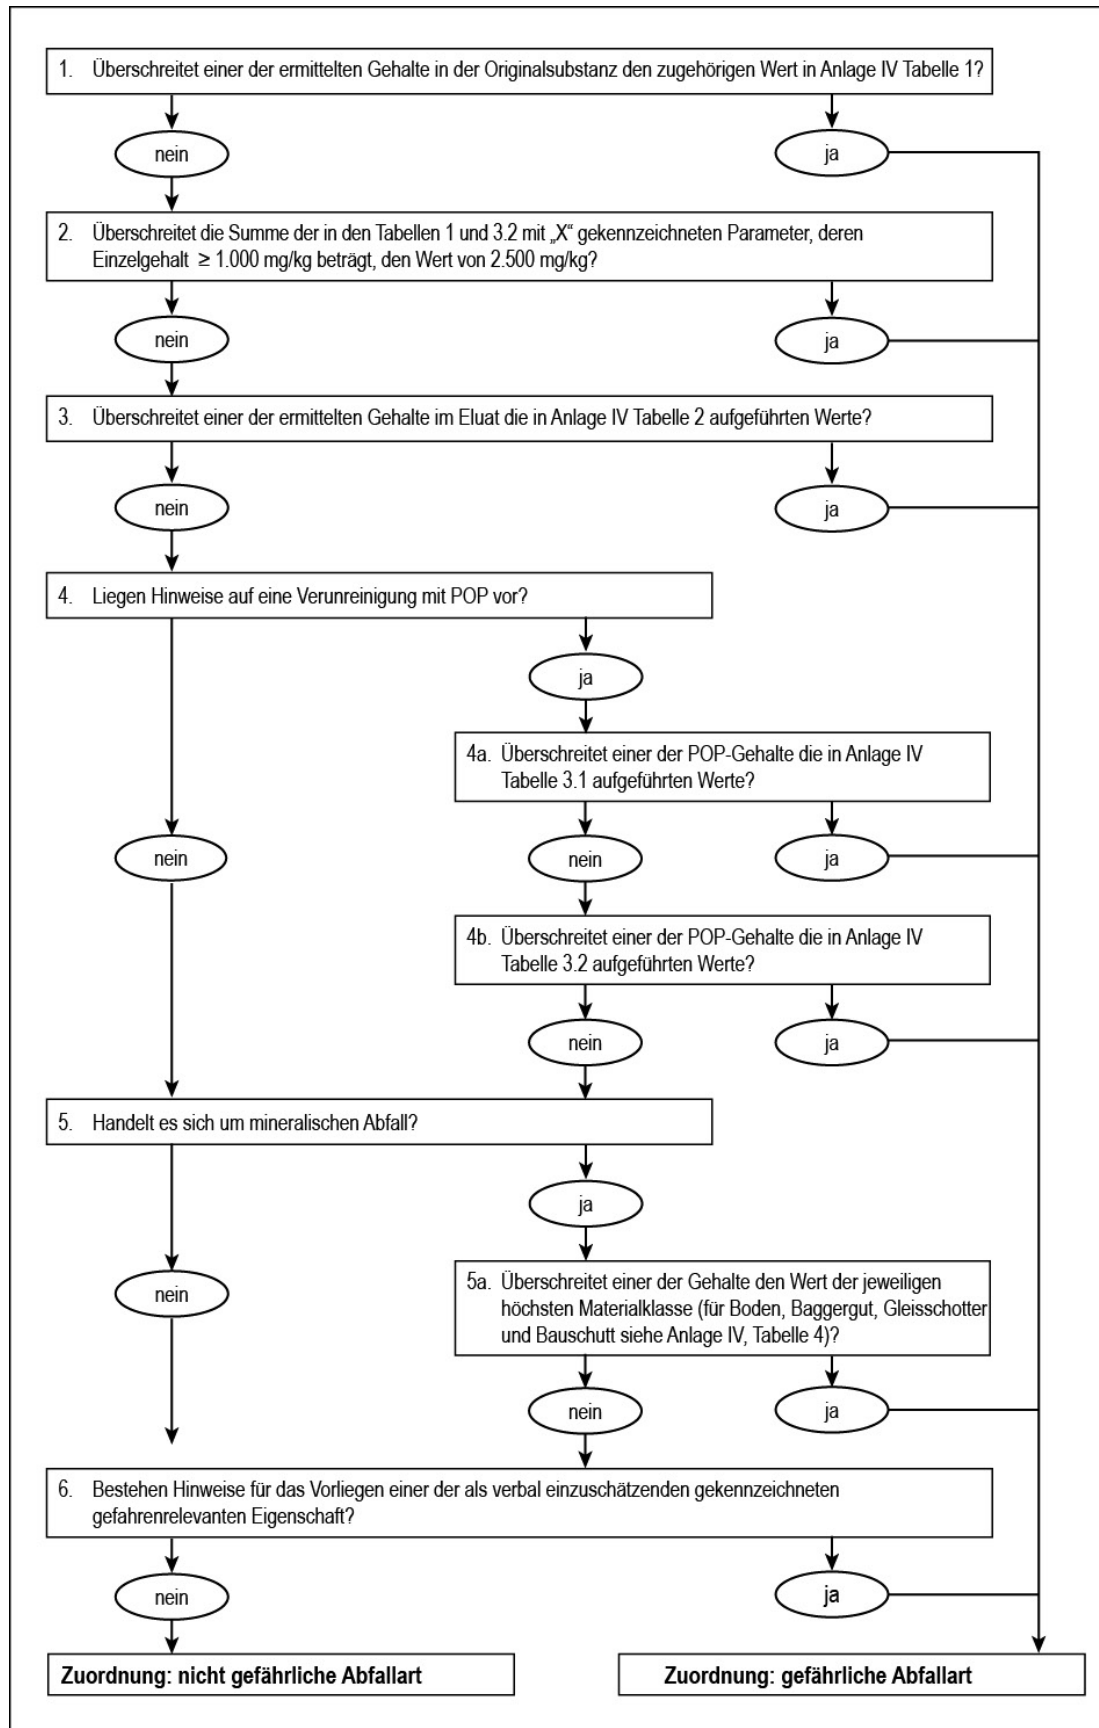 1. Überschreitet einer der ermittelten Gehalte in der Originalsubstanz den zugehörigen Wert in Anlage IV Tabelle 1?
nein
ja
2. Überschreitet die Summe der in den Tabellen 1 und 3.2 mit „X“ gekennzeichneten Parameter, deren
Einzelgehalt ≥ 1.000 mg/kg beträgt, den Wert von 2.500 mg/kg?
nein
ja
3. Überschreitet einer der ermittelten Gehalte im Eluat die in Anlage IV Tabelle 2 aufgeführten Werte?
nein
ja
4. Liegen Hinweise auf eine Verunreinigung mit POP vor?
ja
4a. Überschreitet einer der POP-Gehalte die in Anlage IV
Tabelle 3.1 aufgeführten Werte?
nein
nein
ja
4b. Überschreitet einer der POP-Gehalte die in Anlage IV
Tabelle 3.2 aufgeführten Werte?
nein
ja
5. Handelt es sich um mineralischen Abfall?
ja
5a. Überschreitet einer der Gehalte den Wert der jeweiligen
höchsten Materialklasse (für Boden, Baggergut, Gleisschotter
und Bauschutt siehe Anlage IV, Tabelle 4)?
nein
nein
ja
6. Bestehen Hinweise für das Vorliegen einer der als verbal einzuschätzenden gekennzeichneten
gefahrenrelevanten Eigenschaft?
nein
ja
Zuordnung: nicht gefährliche Abfallart
Zuordnung: gefährliche Abfallart